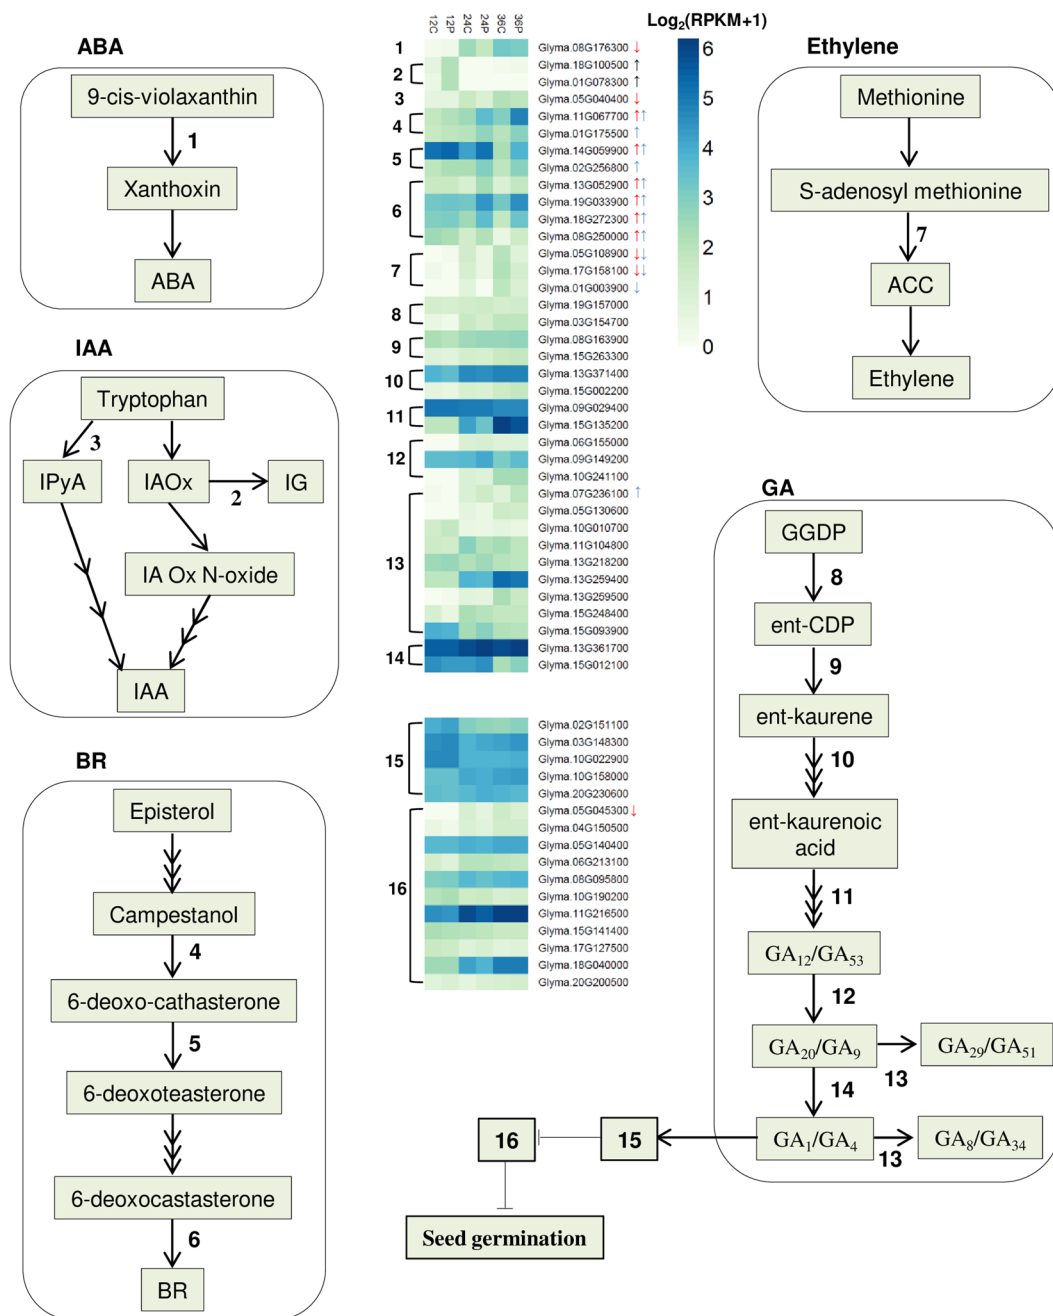 ABA
9-cis-violaxanthin
1
Xanthoxin
ABA
IAA
Tryptophan
3
IPyA
IAOx
2
IG
IA Ox N-oxide
IAA
BR
Episterol
Campestanol
4
6-deoxo-cathasterone
5
6-deoxoteasterone
6-deoxocastasterone
6
BR
12C 12P 24C 24P 36C 36P
1 Glyma.08G176300 ↓
2 Glyma.18G100500 ↑
Glyma.01G078300 ↑
3 Glyma.05G040400 ↓
4 Glyma.11G067700 ↑↑
Glyma.01G175500 ↑
5 Glyma.14G059900 ↑↑
Glyma.02G256800 ↑
6 Glyma.13G052900 ↑↑
Glyma.19G033900 ↑↑
Glyma.18G272300 ↑↑
Glyma.08G250000 ↑↑
7 Glyma.05G108900 ↓↓
Glyma.17G158100 ↓↓
Glyma.01G003900 ↓
8 Glyma.19G157000
Glyma.03G154700
9 Glyma.08G163900
Glyma.15G263300
10 Glyma.13G371400
Glyma.15G002200
11 Glyma.09G029400
Glyma.15G135200
12 Glyma.06G155000
Glyma.09G149200
Glyma.10G241100
13 Glyma.07G236100 ↑
Glyma.05G130600
Glyma.10G010700
Glyma.11G104800
Glyma.13G218200
Glyma.13G259400
Glyma.13G259500
Glyma.15G248400
Glyma.15G093900
14 Glyma.13G361700
Glyma.15G012100
15 Glyma.02G151100
Glyma.03G148300
Glyma.10G022900
Glyma.10G158000
Glyma.20G230600
16 Glyma.05G045300 ↓
Glyma.04G150500
Glyma.05G140400
Glyma.06G213100
Glyma.08G095800
Glyma.10G190200
Glyma.11G216500
Glyma.15G141400
Glyma.17G127500
Glyma.18G040000
Glyma.20G200500
Log₂(RPKM+1)
6
5
4
3
2
1
0
Ethylene
Methionine
S-adenosyl methionine
7
ACC
Ethylene
GA
GGDP
8
ent-CDP
9
ent-kaurene
10
ent-kaurenoic
acid
11
GA₁₂/GA₅₃
12
GA₂₀/GA₉
GA₂₉/GA₅₁
13
14
GA₁/GA₄
GA₈/GA₃₄
13
15
16
Seed germination